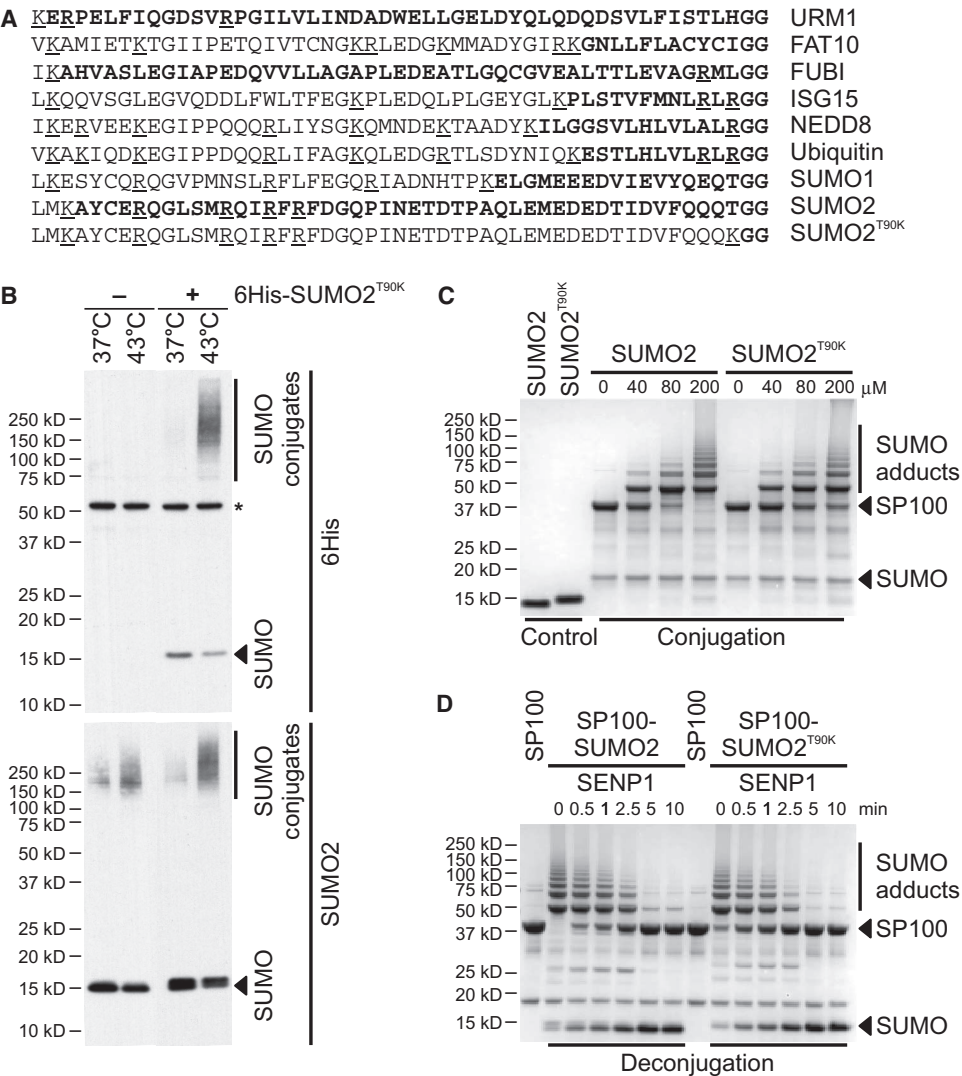 A
KERPELFIQGDSVRPGILVLINDADWELLGELDYQLQDQDSVLFISTLHGG URM1
VKAMIETKTGIIPETQIVTCNGKRLEDGKMMADYGIRKGNLLFLACYCIGG FAT10
IKAHVASLEGIAPEDQVVLLAGAPLEDEATLGQCGVEALTTLEVAGRMLGG FUBI
LKQQVSGLEGVQDDLFWLTFEGKPLEDQLPLGEYGLKPLSTVFMNLRLRGG ISG15
IKERVEEKEGIPPQQQRLIYSGKQMNDEKTAADYKILGGSVLHLVLALRGG NEDD8
VKAKIQDKEGIPPDQQRLIFAGKQLEDGRTLSDYNIQKESTLHLVLRLRGG Ubiquitin
LKESYCQRQGVPMNSLRFLFEGQRIADNHTPKELGMEEEDVIEVYQEQTGG SUMO1
LMKAYCERQGLSMRQIRFRFDGQPINETDTPAQLEMEDEDTIDVFQQQTGG SUMO2
LMKAYCERQGLSMRQIRFRFDGQPINETDTPAQLEMEDEDTIDVFQQQKGG SUMO2T90K
B
– + 6His-SUMO2T90K
37°C 43°C 37°C 43°C
250 kD
150 kD
100 kD
75 kD
50 kD
37 kD
25 kD
20 kD
15 kD
10 kD
SUMO conjugates
*
SUMO
6His
250 kD
150 kD
100 kD
75 kD
50 kD
37 kD
25 kD
20 kD
15 kD
10 kD
SUMO conjugates
SUMO
SUMO2
C
SUMO2
SUMO2T90K
SUMO2 SUMO2T90K
0 40 80 200 0 40 80 200 µM
250 kD
150 kD
100 kD
75 kD
50 kD
37 kD
25 kD
20 kD
15 kD
SUMO
adducts
SP100
SUMO
Control Conjugation
D
SP100
SP100-
SUMO2
SP100
SP100-
SUMO2T90K
SENP1 SENP1
0 0.5 1 2.5 5 10 0 0.5 1 2.5 5 10 min
250 kD
150 kD
100 kD
75 kD
50 kD
37 kD
25 kD
20 kD
15 kD
SUMO
adducts
SP100
SUMO
Deconjugation